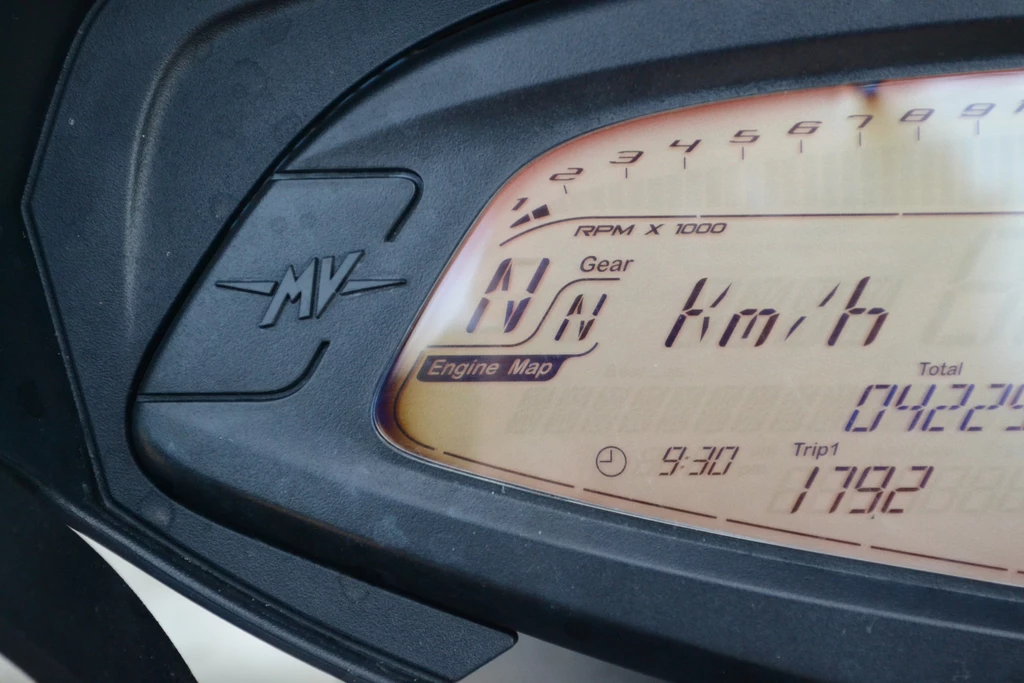 1 2 3 4 5 6 7 8 9
RPM X 1000
MV
N Gear N
Km/h
Engine Map
Total
04225
9:30
Trip1
1792